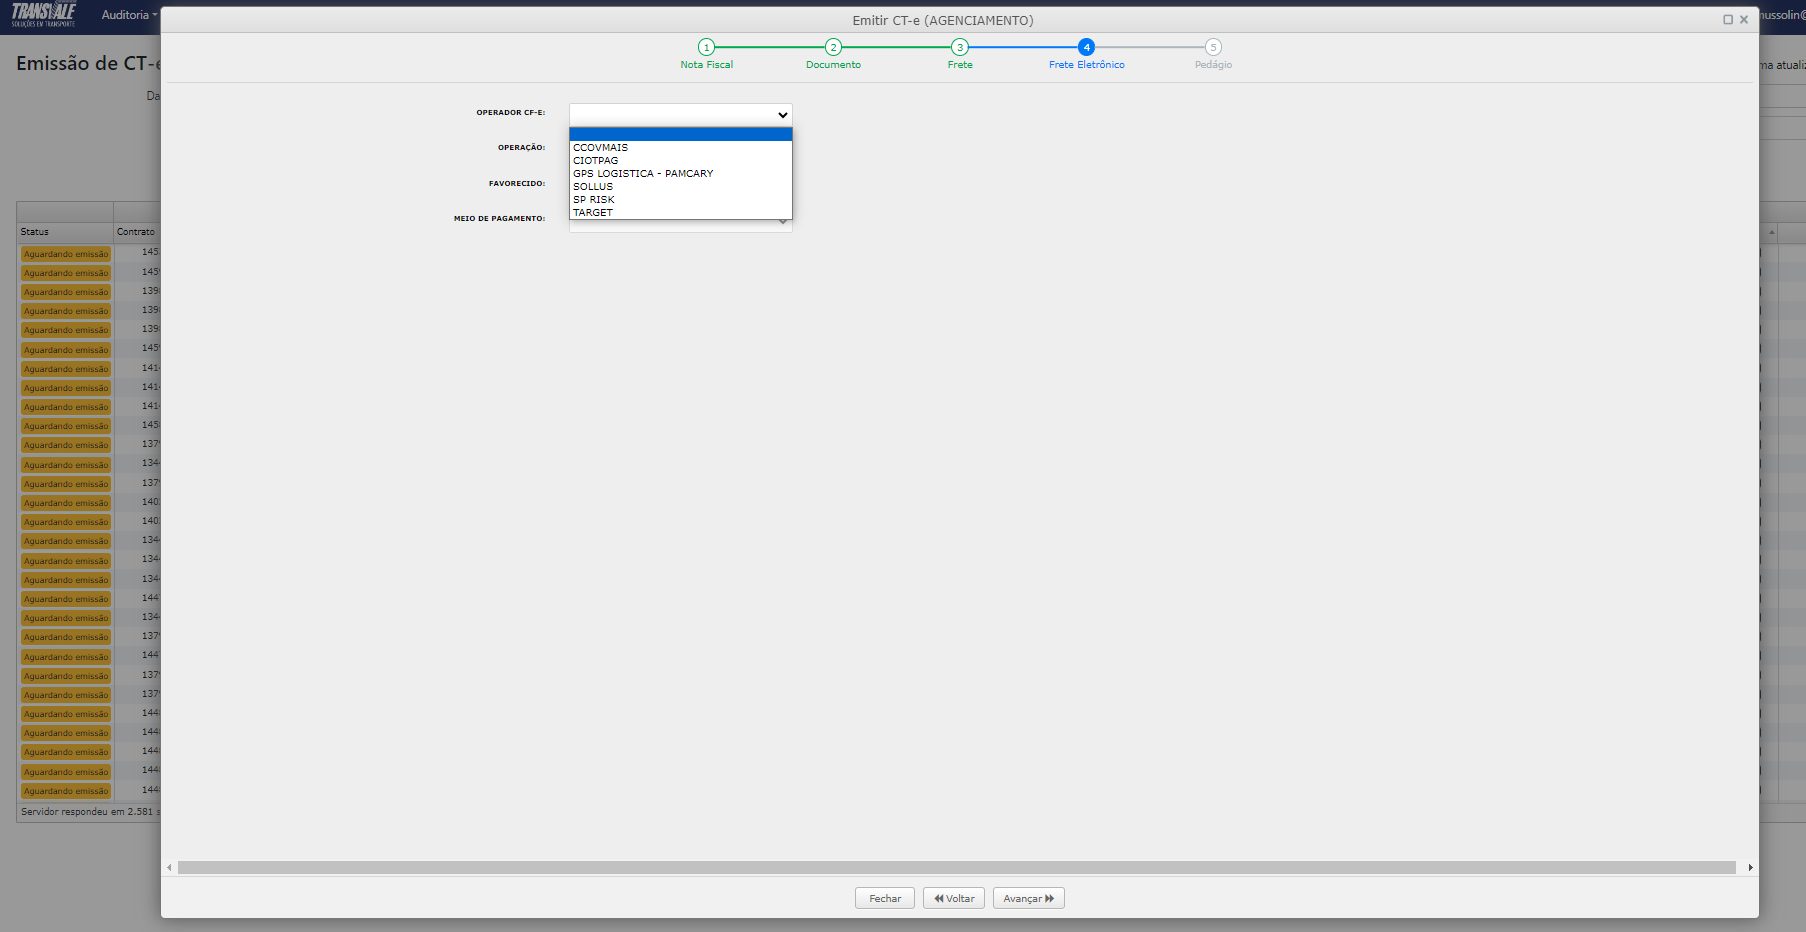 TRANSVALE
SOLUÇÕES EM TRANSPORTE
Auditoria
Emitir CT-e (AGENCIAMENTO)
1
2
3
4
5
Nota Fiscal
Documento
Frete
Frete Eletrônico
Pedágio
Emissão de CT-e
OPERADOR CF-E:
CCOVMAIS
CIOTPAG
GPS LOGISTICA - PAMCARY
SOLLUS
SP RISK
TARGET
OPERAÇÃO:
FAVORECIDO:
MEIO DE PAGAMENTO:
Status
Contrato
Aguardando emissão
Aguardando emissão
Aguardando emissão 139
Aguardando emissão 139
Aguardando emissão 139
Aguardando emissão 145
Aguardando emissão 141
Aguardando emissão 141
Aguardando emissão 141
Aguardando emissão 145
Aguardando emissão 137
Aguardando emissão 134
Aguardando emissão 137
Aguardando emissão 140
Aguardando emissão 140
Aguardando emissão 134
Aguardando emissão 134
Aguardando emissão 134
Aguardando emissão 144
Aguardando emissão 134
Aguardando emissão 137
Aguardando emissão 144
Aguardando emissão 137
Aguardando emissão 137
Aguardando emissão 144
Aguardando emissão 144
Aguardando emissão 144
Aguardando emissão 144
Aguardando emissão 144
Servidor respondeu em 2.581 s
Fechar
Voltar
Avançar